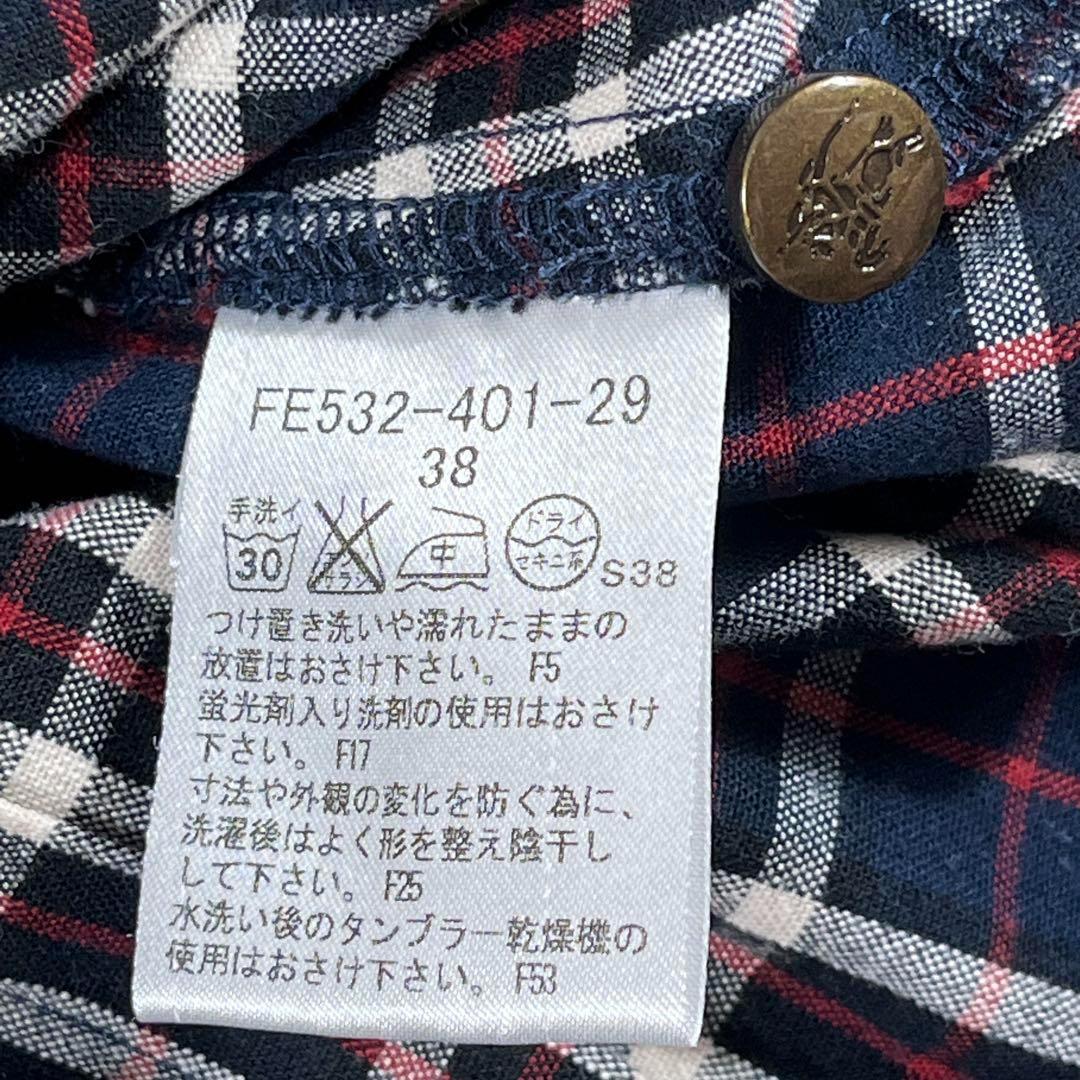 FE532-401-29
38
手洗イ
30
エンソ
サラシ
中
ドライ
セキユ系
S38
つけ置き洗いや濡れたままの
放置はおさけ下さい。 F5
蛍光剤入り洗剤の使用はおさけ
下さい。 F17
寸法や外観の変化を防ぐ為に、
洗濯後はよく形を整え陰干し
して下さい。 F25
水洗い後のタンブラー乾燥機の
使用はおさけ下さい。 F53